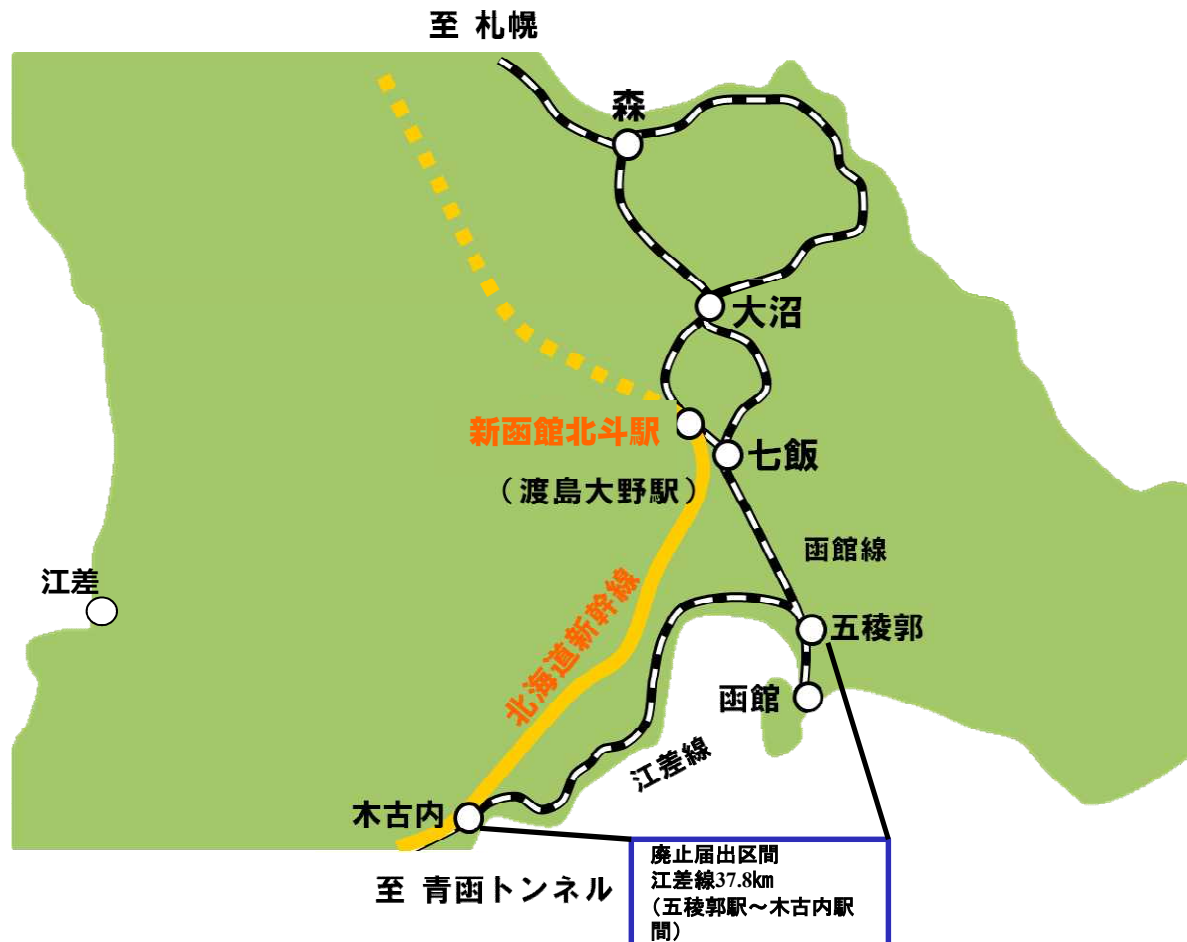 至 札幌
森
大沼
新函館北斗駅
七飯
（渡島大野駅）
函館線
江差
北海道新幹線
五稜郭
函館
江差線
木古内
至 青函トンネル
廃止届出区間
江差線37.8km
（五稜郭駅～木古内駅
間）